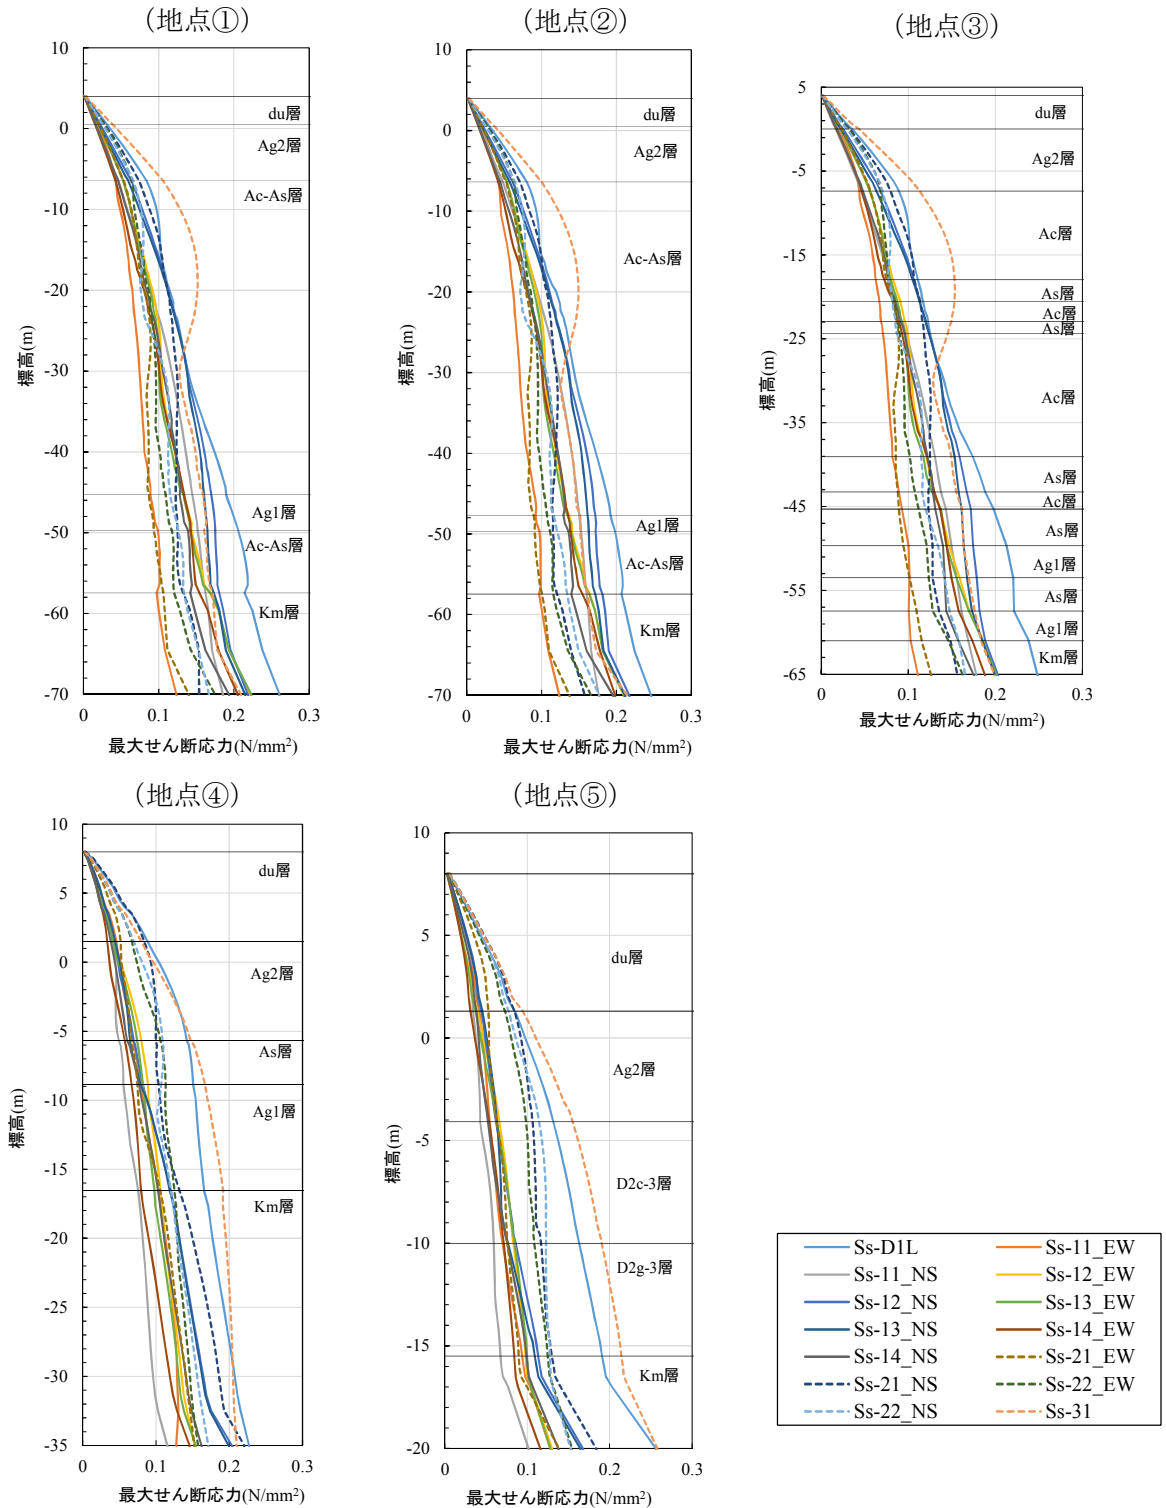 (地点①)
10
0
-10
-20
-30
-40
-50
-60
-70
標高(m)
du層
Ag2層
Ac-As層
Ag1層
Ac-As層
Km層
0
0.1
0.2
0.3
最大せん断応力(N/mm²)
(地点②)
10
0
-10
-20
-30
-40
-50
-60
-70
標高(m)
du層
Ag2層
Ac-As層
Ag1層
Ac-As層
Km層
0
0.1
0.2
0.3
最大せん断応力(N/mm²)
(地点③)
5
-5
-15
-25
-35
-45
-55
-65
標高(m)
du層
Ag2層
Ac層
As層
Ac層
As層
Ac層
As層
Ac層
As層
Ag1層
As層
Ag1層
Km層
0
0.1
0.2
0.3
最大せん断応力(N/mm²)
(地点④)
10
5
0
-5
-10
-15
-20
-25
-30
-35
標高(m)
du層
Ag2層
As層
Ag1層
Km層
0
0.1
0.2
0.3
最大せん断応力(N/mm²)
(地点⑤)
10
5
0
-5
-10
-15
-20
標高(m)
du層
Ag2層
D2c-3層
D2g-3層
Km層
0
0.1
0.2
0.3
最大せん断応力(N/mm²)
Ss-D1L
Ss-11_EW
Ss-11_NS
Ss-12_EW
Ss-12_NS
Ss-13_EW
Ss-13_NS
Ss-14_EW
Ss-14_NS
Ss-21_EW
Ss-21_NS
Ss-22_EW
Ss-22_NS
Ss-31